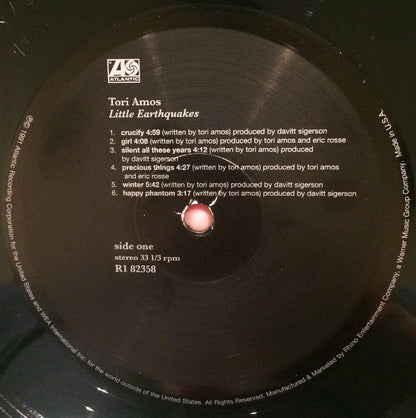 ATLANTIC
Tori Amos
Little Earthquakes
1. crucify 4:59 (written by tori amos) produced by davitt sigerson
2. girl 4:08 (written by tori amos) produced by tori amos and eric rosse
3. silent all these years 4:12 (written by tori amos) produced
by davitt sigerson
4. precious things 4:27 (written by tori amos) produced by tori amos
and eric rosse
5. winter 5:42 (written by tori amos) produced by davitt sigerson
6. happy phantom 3:17 (written by tori amos) produced by davitt sigerson
side one
stereo 33 1/3 rpm
R1 82358
℗© 1991 Atlantic Recording Corporation for the United States and WEA International Inc. for the world outside of the United States. All Rights Reserved. Manufactured & Marketed by Rhino Entertainment Company, a Warner Music Group Company. Made in U.S.A.